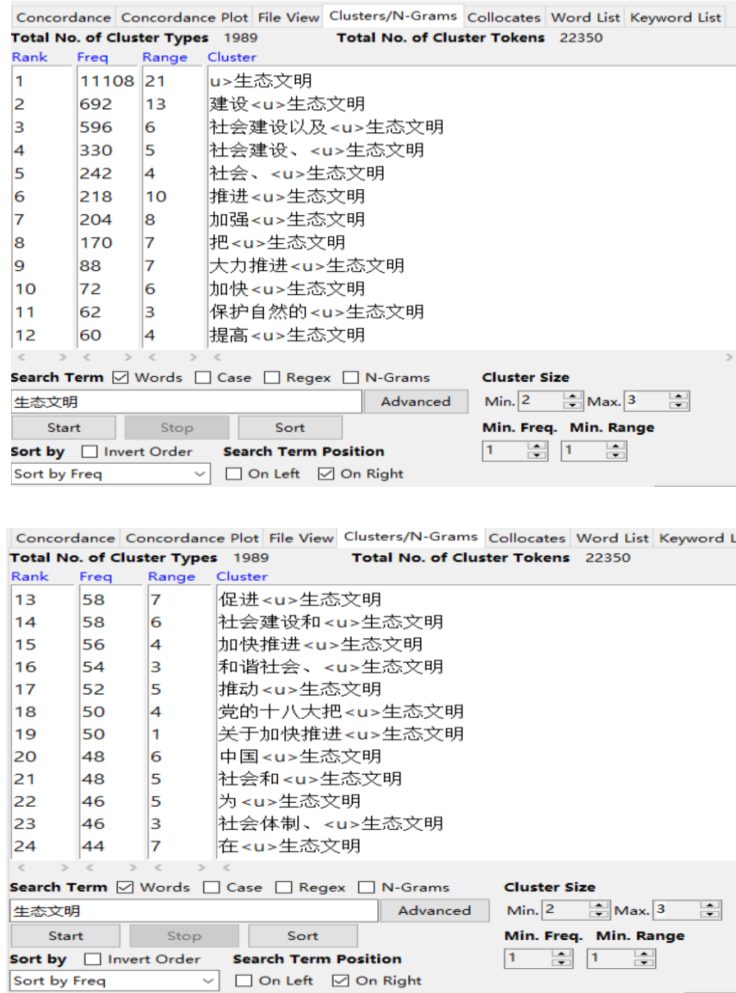 Concordance Concordance Plot File View Clusters/N-Grams Collocates Word List Keyword List
Total No. of Cluster Types 1989 Total No. of Cluster Tokens 22350
Rank Freq Range Cluster
1 11108 21 u>生态文明
2 692 13 建设<u>生态文明
3 596 6 社会建设以及<u>生态文明
4 330 5 社会建设、<u>生态文明
5 242 4 社会、<u>生态文明
6 218 10 推进<u>生态文明
7 204 8 加强<u>生态文明
8 170 7 把<u>生态文明
9 88 7 大力推进<u>生态文明
10 72 6 加快<u>生态文明
11 62 3 保护自然的<u>生态文明
12 60 4 提高<u>生态文明
Search Term Words Case Regex N-Grams Cluster Size
生态文明 Advanced Min. 2 Max. 3
Start Stop Sort Min. Freq. Min. Range
Sort by Invert Order Search Term Position 1 1
Sort by Freq On Left On Right
Concordance Concordance Plot File View Clusters/N-Grams Collocates Word List Keyword L
Total No. of Cluster Types 1989 Total No. of Cluster Tokens 22350
Rank Freq Range Cluster
13 58 7 促进<u>生态文明
14 58 6 社会建设和<u>生态文明
15 56 4 加快推进<u>生态文明
16 54 3 和谐社会、<u>生态文明
17 52 5 推动<u>生态文明
18 50 4 党的十八大把<u>生态文明
19 50 1 关于加快推进<u>生态文明
20 48 6 中国<u>生态文明
21 48 5 社会和<u>生态文明
22 46 5 为<u>生态文明
23 46 3 社会体制、<u>生态文明
24 44 7 在<u>生态文明
Search Term Words Case Regex N-Grams Cluster Size
生态文明 Advanced Min. 2 Max. 3
Start Stop Sort Min. Freq. Min. Range
Sort by Invert Order Search Term Position 1 1
Sort by Freq On Left On Right